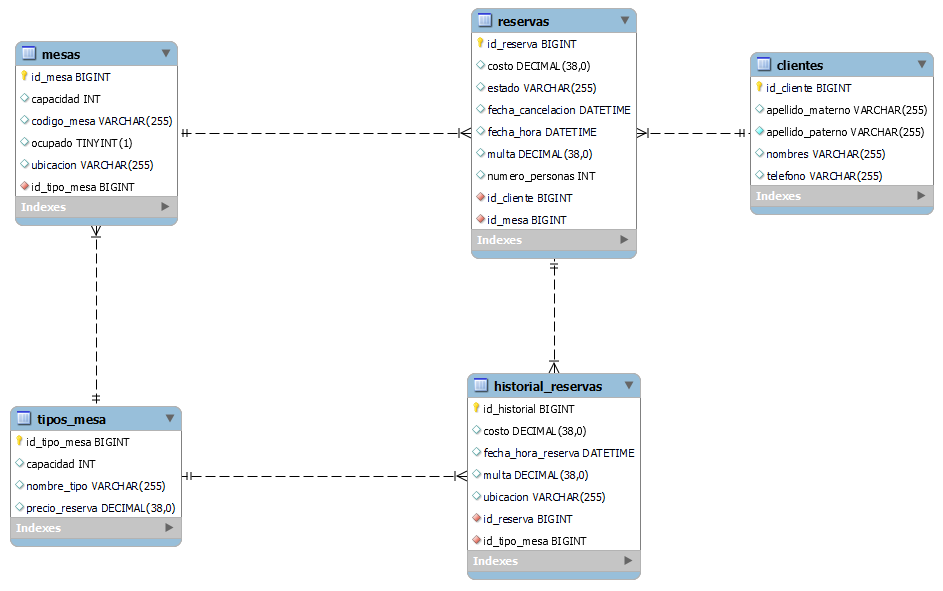 mesas
id_mesa BIGINT
capacidad INT
codigo_mesa VARCHAR(255)
ocupado TINYINT(1)
ubicacion VARCHAR(255)
id_tipo_mesa BIGINT
Indexes
reservas
id_reserva BIGINT
costo DECIMAL(38,0)
estado VARCHAR(255)
fecha_cancelacion DATETIME
fecha_hora DATETIME
multa DECIMAL(38,0)
numero_personas INT
id_cliente BIGINT
id_mesa BIGINT
Indexes
clientes
id_cliente BIGINT
apellido_materno VARCHAR(255)
apellido_paterno VARCHAR(255)
nombres VARCHAR(255)
telefono VARCHAR(255)
Indexes
tipos_mesa
id_tipo_mesa BIGINT
capacidad INT
nombre_tipo VARCHAR(255)
precio_reserva DECIMAL(38,0)
Indexes
historial_reservas
id_historial BIGINT
costo DECIMAL(38,0)
fecha_hora_reserva DATETIME
multa DECIMAL(38,0)
ubicacion VARCHAR(255)
id_reserva BIGINT
id_tipo_mesa BIGINT
Indexes